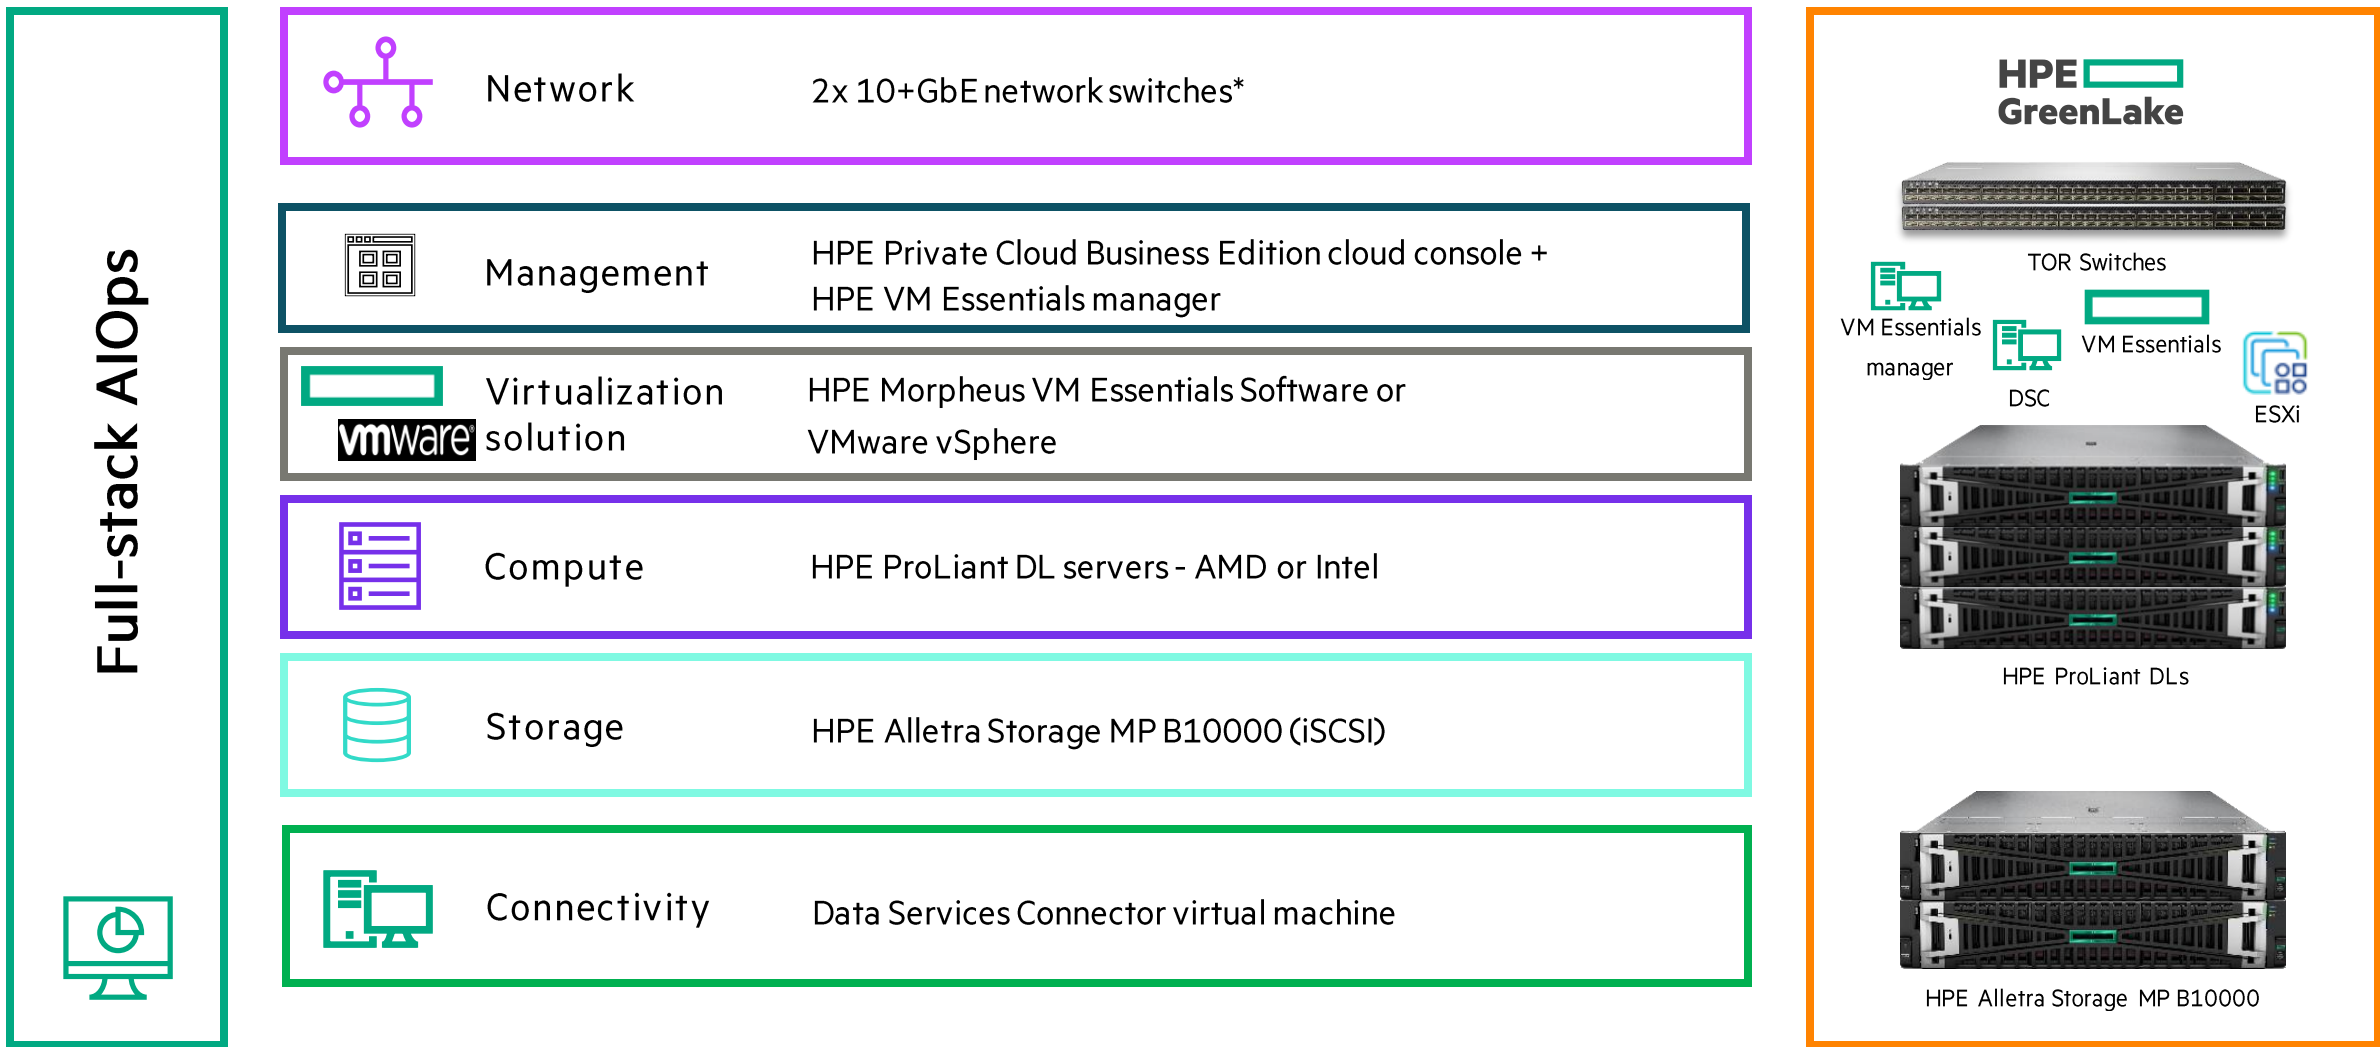 Full-stack AIOps
Network
2x 10+GbE network switches*
Management
HPE Private Cloud Business Edition cloud console +
HPE VM Essentials manager
vmware®
Virtualization
solution
HPE Morpheus VM Essentials Software or
VMware vSphere
Compute
HPE ProLiant DL servers - AMD or Intel
Storage
HPE Alletra Storage MP B10000 (iSCSI)
Connectivity
Data Services Connector virtual machine
HPE
GreenLake
TOR Switches
VM Essentials
manager
DSC
VM Essentials
ESXi
HPE ProLiant DLs
HPE Alletra Storage MP B10000